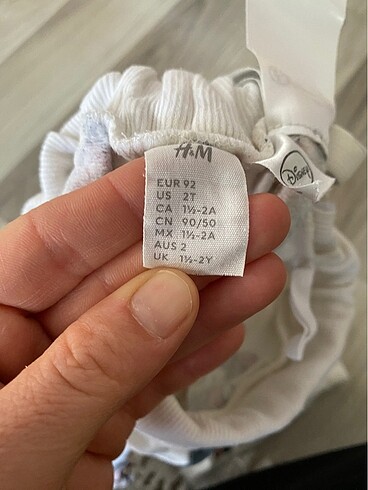 H&M
EUR 92
US 2T
CA 1½-2A
CN 90/50
MX 1½-2A
AUS 2
UK 1½-2Y
Disney